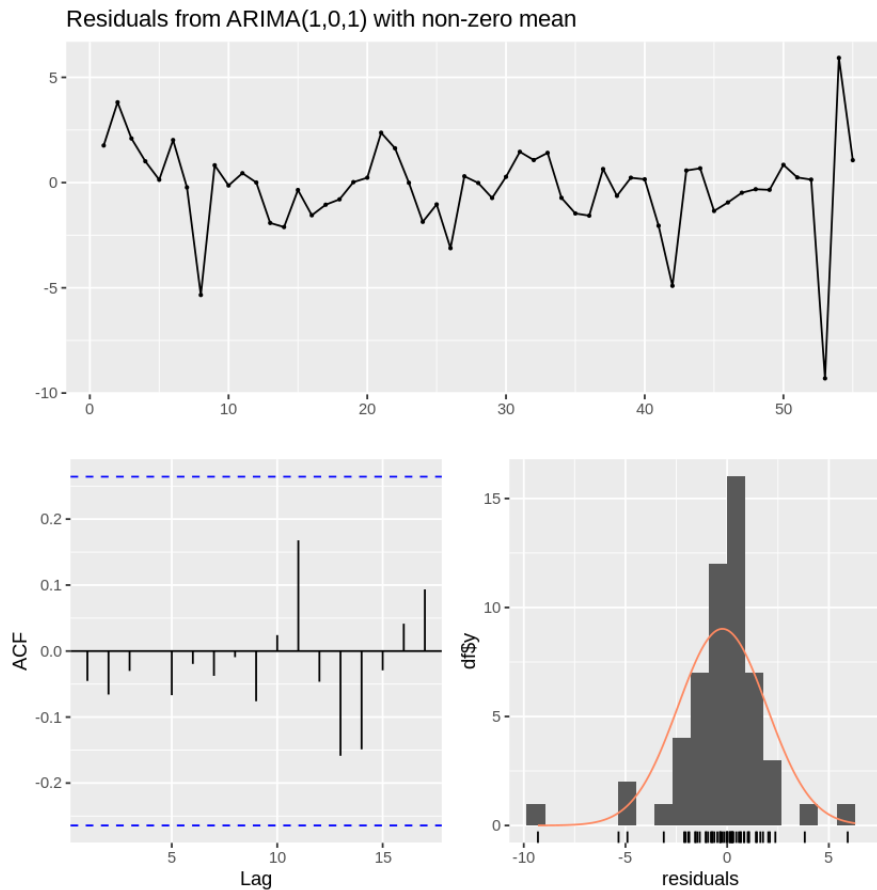 Residuals from ARIMA(1,0,1) with non-zero mean
5
0
-5
-10
0 10 20 30 40 50
ACF
0.2
0.1
0.0
-0.1
-0.2
5 10 15
Lag
df$y
15
10
5
0
-10 -5 0 5
residuals